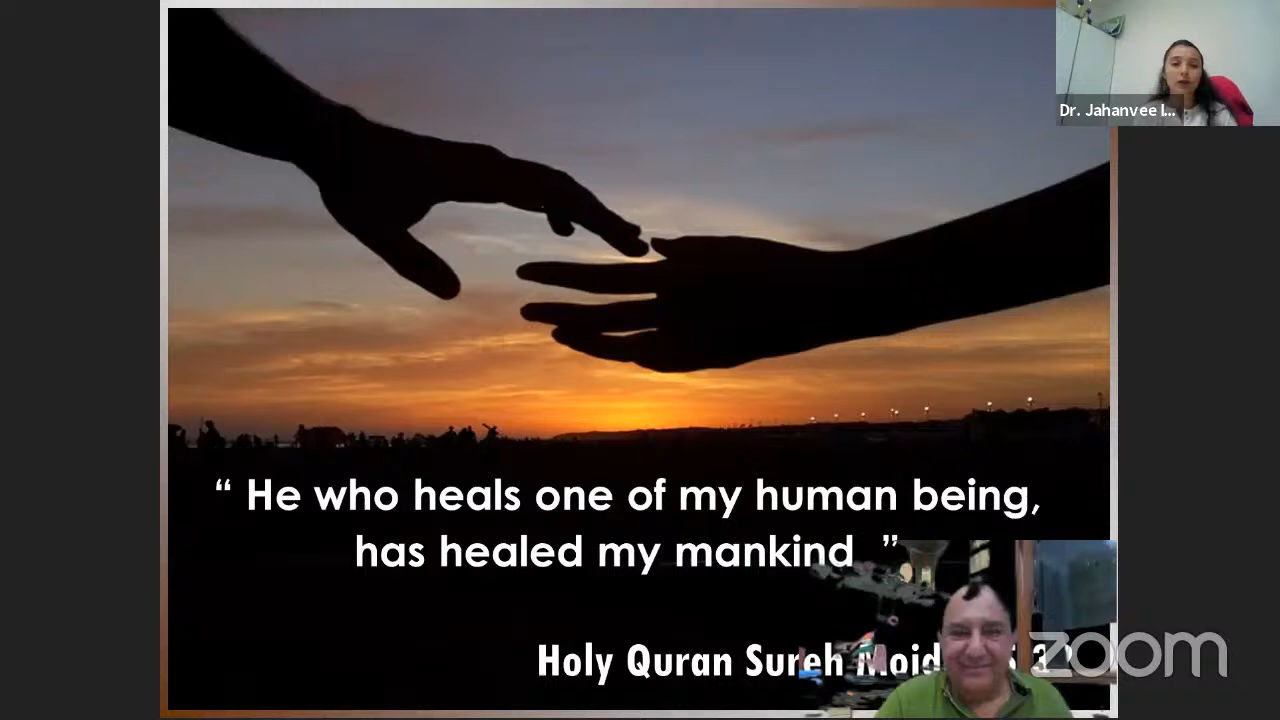 Dr. Jahanvee I...
“ He who heals one of my human being,
has healed my mankind ”
Holy Quran Sureh
zoom